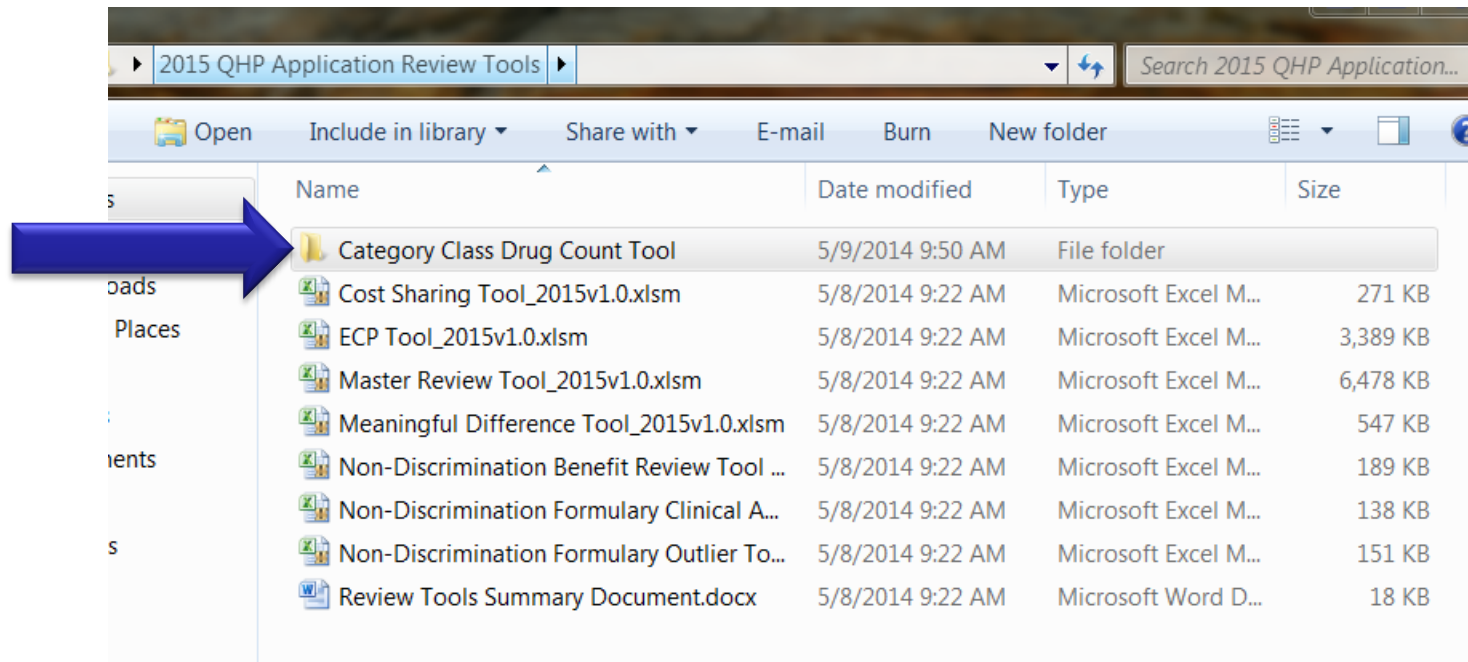 2015 QHP Application Review Tools Search 2015 QHP Application...
Open Include in library Share with E-mail Burn New folder
Name Date modified Type Size
s
Category Class Drug Count Tool 5/9/2014 9:50 AM File folder
oads Cost Sharing Tool_2015v1.0.xlsm 5/8/2014 9:22 AM Microsoft Excel M... 271 KB
Places ECP Tool_2015v1.0.xlsm 5/8/2014 9:22 AM Microsoft Excel M... 3,389 KB
Master Review Tool_2015v1.0.xlsm 5/8/2014 9:22 AM Microsoft Excel M... 6,478 KB
Meaningful Difference Tool_2015v1.0.xlsm 5/8/2014 9:22 AM Microsoft Excel M... 547 KB
ments Non-Discrimination Benefit Review Tool ... 5/8/2014 9:22 AM Microsoft Excel M... 189 KB
Non-Discrimination Formulary Clinical A... 5/8/2014 9:22 AM Microsoft Excel M... 138 KB
s Non-Discrimination Formulary Outlier To... 5/8/2014 9:22 AM Microsoft Excel M... 151 KB
Review Tools Summary Document.docx 5/8/2014 9:22 AM Microsoft Word D... 18 KB